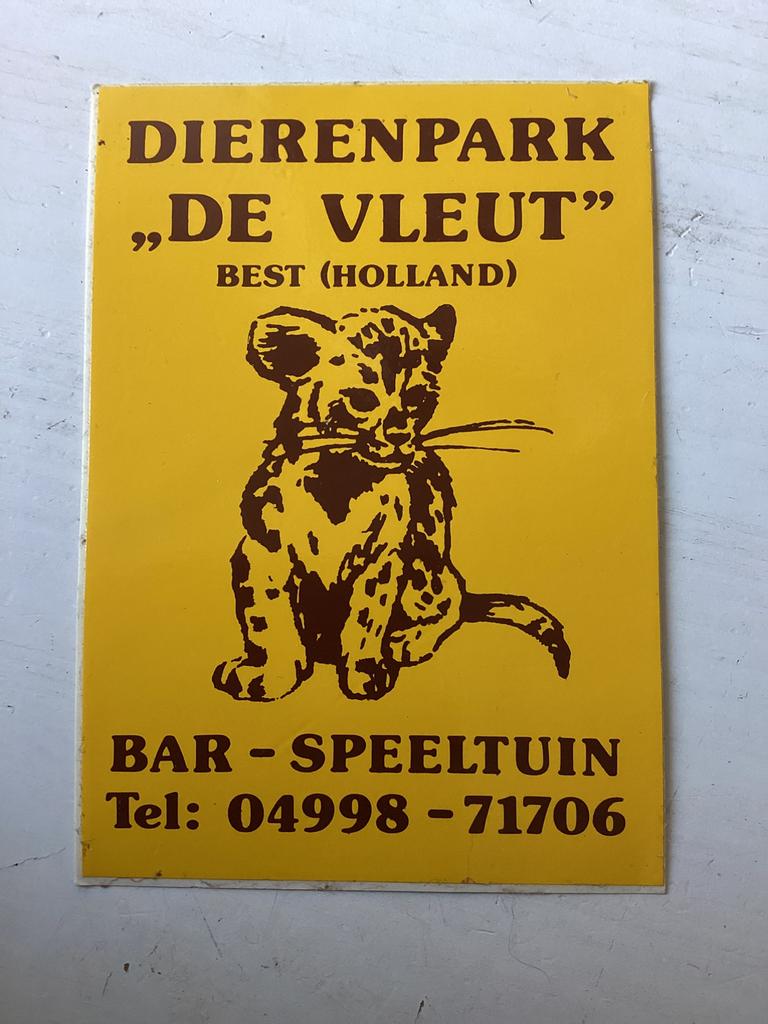 DIERENPARK
„DE VLEUT”
BEST (HOLLAND)
BAR - SPEELTUIN
Tel: 04998 - 71706